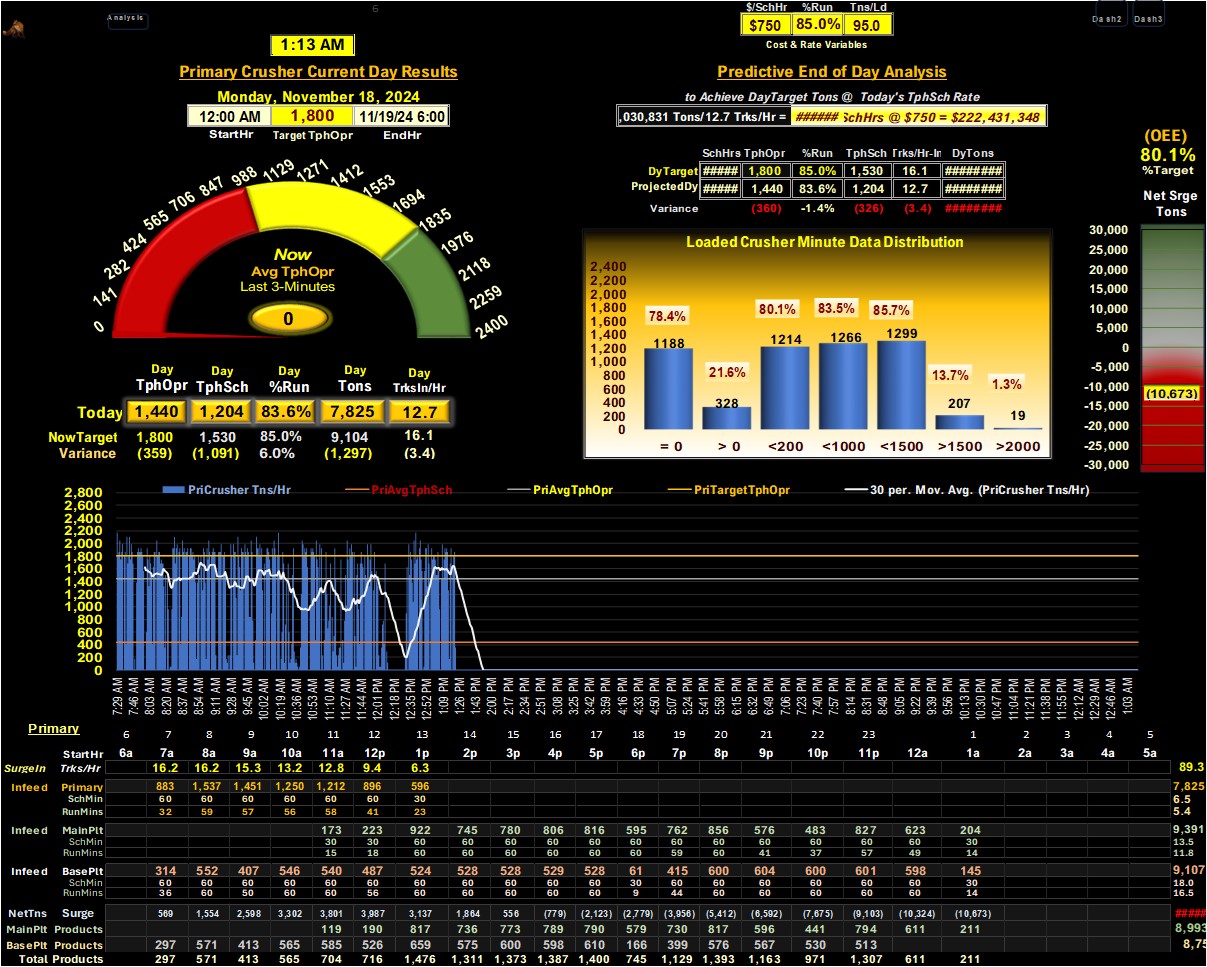 6
Analysis
$/SchHr %Run Tns/Ld
$750 85.0% 95.0
Cost & Rate Variables
Dash2 Dash3
1:13 AM
Primary Crusher Current Day Results
Monday, November 18, 2024
12:00 AM 1,800 11/19/24 6:00
StartHr Target TphOpr EndHr
Predictive End of Day Analysis
to Achieve DayTarget Tons @ Today's TphSch Rate
,030,831 Tons/12.7 Trks/Hr = ###### SchHrs @ $750 = $222,431,348
SchHrs TphOpr %Run TphSch Trks/Hr-In DyTons
DyTarget ##### 1,800 85.0% 1,530 16.1 ########
ProjectedDy ##### 1,440 83.6% 1,204 12.7 ########
Variance (360) -1.4% (326) (3.4) ########
(OEE)
80.1%
%Target
Net Srge
Tons
30,000
25,000
20,000
15,000
10,000
5,000
0
-5,000
-10,000
(10,673)
-15,000
-20,000
-25,000
-30,000
0 141 282 424 565 706 847 988 1129 1271 1412 1553 1694 1835 1976 2118 2259 2400
Now
Avg TphOpr
Last 3-Minutes
0
Loaded Crusher Minute Data Distribution
2,400
2,200
2,000
1,800
1,600
1,400
1,200
1,000
800
600
400
200
0
78.4% 21.6% 80.1% 83.5% 85.7% 13.7% 1.3%
1188 328 1214 1266 1299 207 19
= 0 > 0 <200 <1000 <1500 >1500 >2000
Day Day Day Day Day
TphOpr TphSch %Run Tons TrksIn/Hr
Today 1,440 1,204 83.6% 7,825 12.7
NowTarget 1,800 1,530 85.0% 9,104 16.1
Variance (359) (1,091) 6.0% (1,297) (3.4)
PriCrusher Tns/Hr PriAvgTphSch PriAvgTphOpr PriTargetTphOpr 30 per. Mov. Avg. (PriCrusher Tns/Hr)
2,800
2,600
2,400
2,200
2,000
1,800
1,600
1,400
1,200
1,000
800
600
400
200
0
7:29 AM 7:46 AM 8:03 AM 8:20 AM 8:37 AM 8:54 AM 9:11 AM 9:28 AM 9:45 AM 10:02 AM 10:19 AM 10:36 AM 10:53 AM 11:10 AM 11:27 AM 11:44 AM 12:01 PM 12:18 PM 12:35 PM 12:52 PM 1:09 PM 1:26 PM 1:43 PM 2:00 PM 2:17 PM 2:34 PM 2:51 PM 3:08 PM 3:25 PM 3:42 PM 3:59 PM 4:16 PM 4:33 PM 4:50 PM 5:07 PM 5:24 PM 5:41 PM 5:58 PM 6:15 PM 6:32 PM 6:49 PM 7:06 PM 7:23 PM 7:40 PM 7:57 PM 8:14 PM 8:31 PM 8:48 PM 9:05 PM 9:22 PM 9:39 PM 9:56 PM 10:13 PM 10:30 PM 10:47 PM 11:04 PM 11:21 PM 11:38 PM 11:55 PM 12:12 AM 12:29 AM 12:46 AM 1:03 AM
Primary
6 7 8 9 10 11 12 13 14 15 16 17 18 19 20 21 22 23 1 2 3 4 5
StartHr 6a 7a 8a 9a 10a 11a 12p 1p 2p 3p 4p 5p 6p 7p 8p 9p 10p 11p 12a 1a 2a 3a 4a 5a
SurgeIn Trks/Hr 16.2 16.2 15.3 13.2 12.8 9.4 6.3 89.3
Infeed Primary 883 1,537 1,451 1,250 1,212 896 596 7,825
SchMin 60 60 60 60 60 60 30 6.5
RunMins 32 59 57 56 58 41 23 5.4
Infeed MainPlt 173 223 922 745 780 806 816 595 762 856 576 483 827 623 204 9,391
SchMin 30 30 60 60 60 60 60 60 60 60 60 60 60 60 30 13.5
RunMins 15 18 60 60 60 60 60 60 59 60 41 37 57 49 14 11.8
Infeed BasePlt 314 552 407 546 540 487 524 528 528 529 528 61 415 600 604 600 601 598 145 9,107
SchMin 60 60 60 60 60 60 60 60 60 60 60 30 60 60 60 60 60 60 30 18.0
RunMins 36 60 50 60 60 56 60 60 60 60 60 9 44 60 60 60 60 60 14 16.5
NetTns Surge 569 1,554 2,598 3,302 3,801 3,987 3,137 1,864 556 (779) (2,123) (2,779) (3,956) (5,412) (6,592) (7,675) (9,103) (10,324) (10,673) #####
MainPlt Products 119 190 817 736 773 789 790 579 730 817 596 441 794 611 211 8,993
BasePlt Products 297 571 413 565 585 526 659 575 600 598 610 166 399 576 567 530 513 8,75
Total Products 297 571 413 565 704 716 1,476 1,311 1,373 1,387 1,400 745 1,129 1,393 1,163 971 1,307 611 211